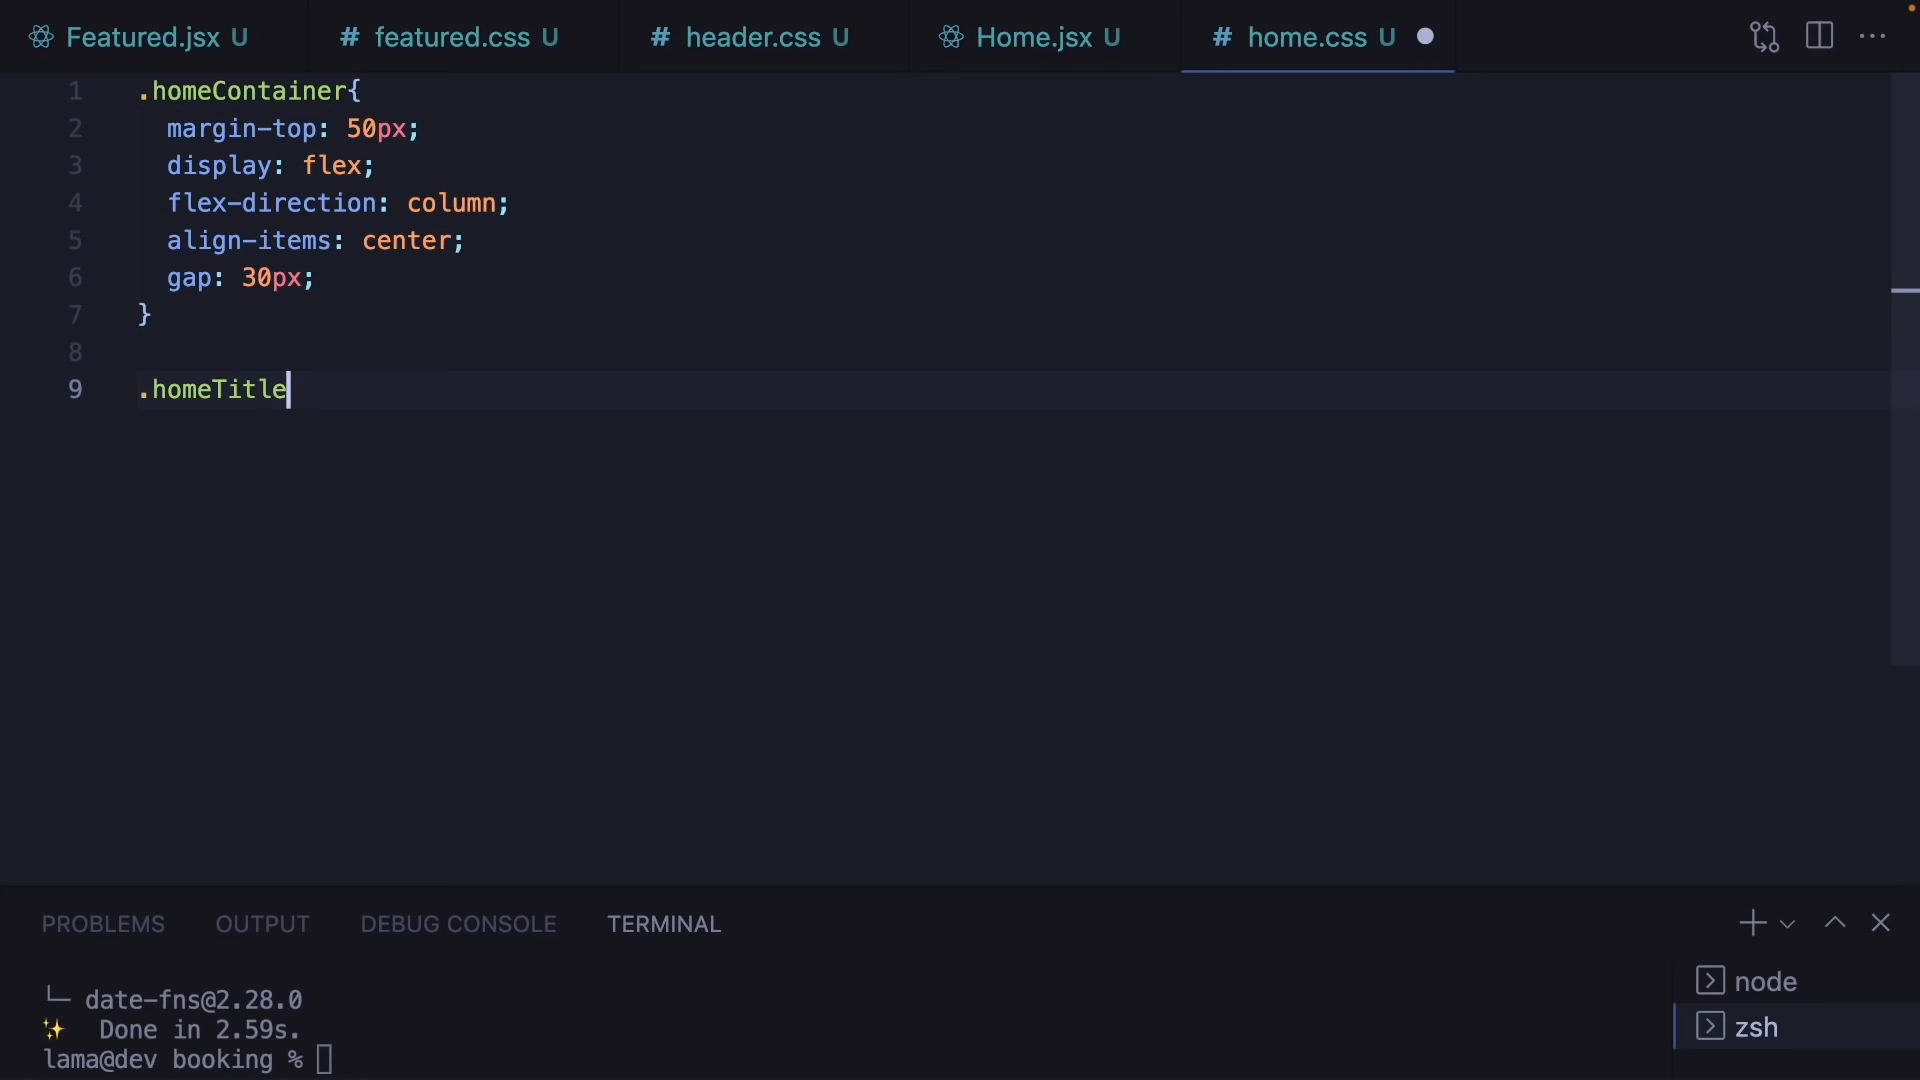 Featured.jsx U # featured.css U # header.css U Home.jsx U # home.css U
1 .homeContainer{
2 margin-top: 50px;
3 display: flex;
4 flex-direction: column;
5 align-items: center;
6 gap: 30px;
7 }
8
9 .homeTitle
PROBLEMS OUTPUT DEBUG CONSOLE TERMINAL
└─ date-fns@2.28.0
✨ Done in 2.59s.
lama@dev booking %
node
zsh